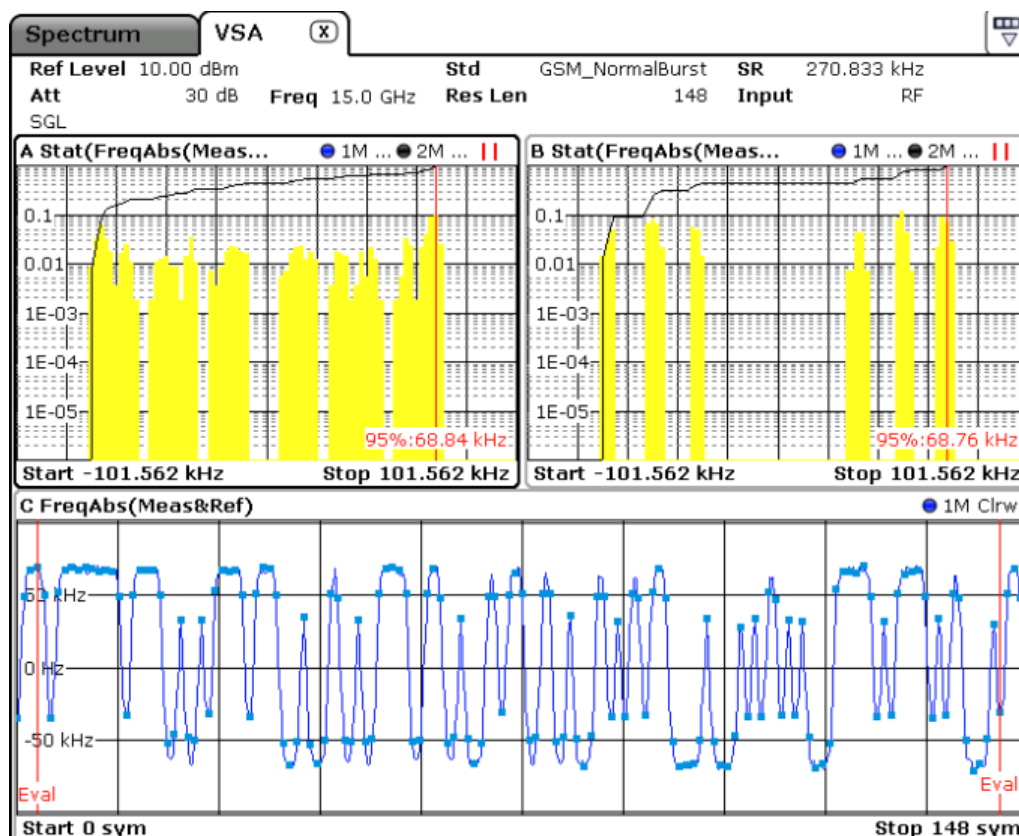 Spectrum VSA X
Ref Level 10.00 dBm Std GSM_NormalBurst SR 270.833 kHz
Att 30 dB Freq 15.0 GHz Res Len 148 Input RF
SGL
A Stat(FreqAbs(Meas... 1M ... 2M ...
0.1
0.01
1E-03
1E-04
1E-05
95%:68.84 kHz
Start -101.562 kHz Stop 101.562 kHz
B Stat(FreqAbs(Meas... 1M ... 2M ...
0.1
0.01
1E-03
1E-04
1E-05
95%:68.76 kHz
Start -101.562 kHz Stop 101.562 kHz
C FreqAbs(Meas&Ref) 1M Clrw
50 kHz
0 Hz
-50 kHz
Eval Eval
Start 0 sym Stop 148 sym